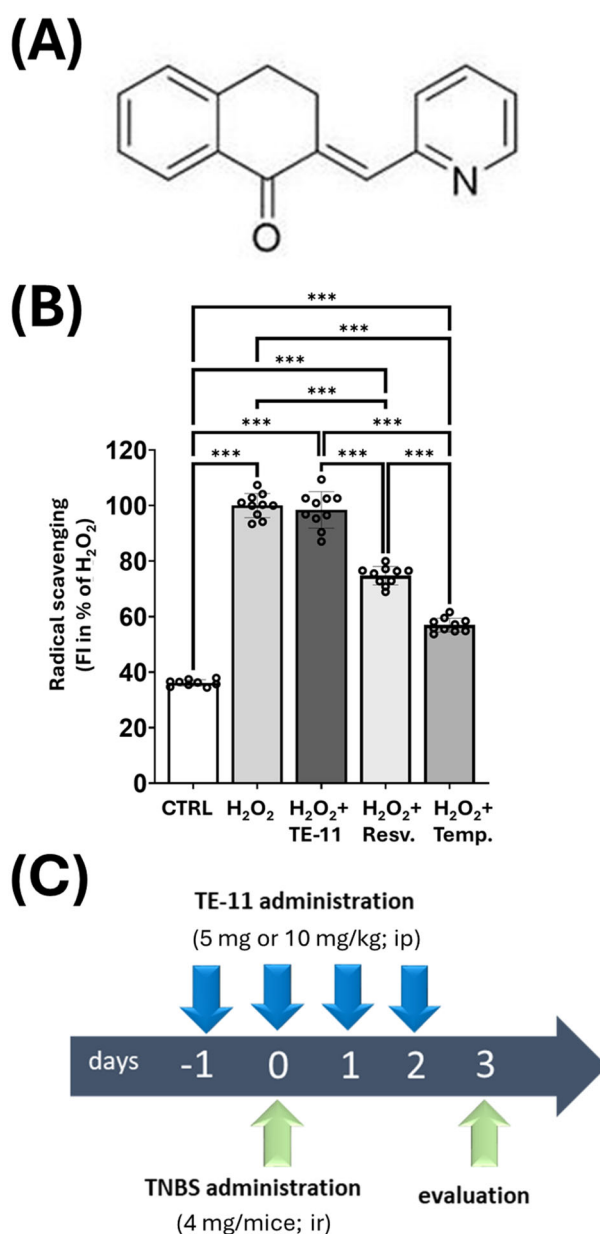 (A)
N
O
(B)
***
***
***
***
*** ***
*** *** ***
120
100
80
60
40
20
0
Radical scavenging
(FI in % of H₂O₂)
CTRL H₂O₂ H₂O₂+ H₂O₂+ H₂O₂+
TE-11 Resv. Temp.
(C)
TE-11 administration
(5 mg or 10 mg/kg; ip)
days -1 0 1 2 3
TNBS administration
(4 mg/mice; ir)
evaluation